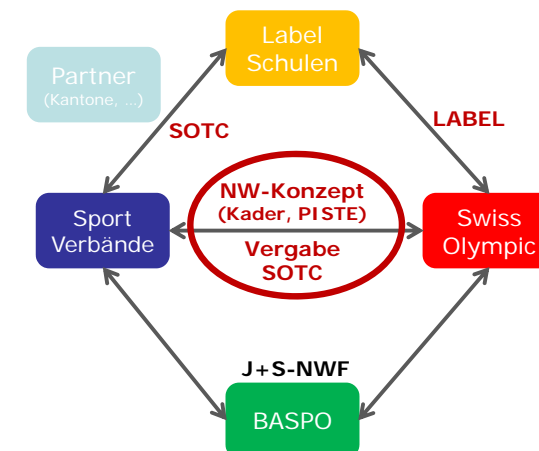 Label
Schulen
Partner
(Kantone, ...)
SOTC
LABEL
NW-Konzept
(Kader, PISTE)
Sport
Verbände
Swiss
Olympic
Vergabe
SOTC
J+S-NWF
BASPO